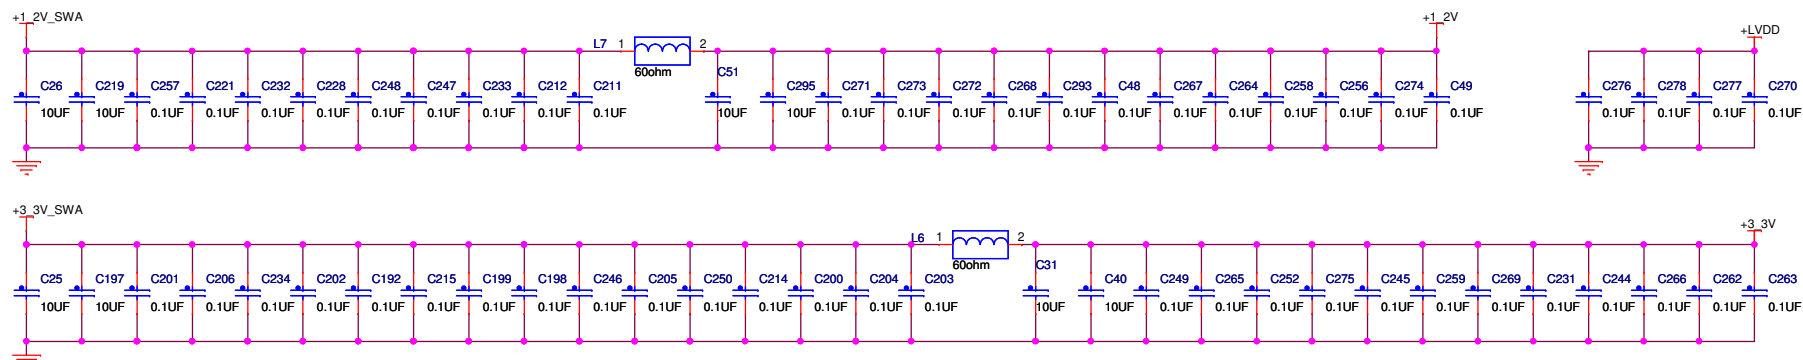 +1_2V_SWA +1_2V +LVDD
L7 1 2
60ohm
C26 C219 C257 C221 C232 C228 C248 C247 C233 C212 C211 C51 C295 C271 C273 C272 C268 C293 C48 C267 C264 C258 C256 C274 C49 C276 C278 C277 C270
10UF 10UF 0.1UF 0.1UF 0.1UF 0.1UF 0.1UF 0.1UF 0.1UF 0.1UF 0.1UF 10UF 10UF 0.1UF 0.1UF 0.1UF 0.1UF 0.1UF 0.1UF 0.1UF 0.1UF 0.1UF 0.1UF 0.1UF 0.1UF 0.1UF 0.1UF 0.1UF 0.1UF
+3_3V_SWA +3_3V
L6 1 2
60ohm
C25 C197 C201 C206 C234 C202 C192 C215 C199 C198 C246 C205 C250 C214 C200 C204 C203 C31 C40 C249 C265 C252 C275 C245 C259 C269 C231 C244 C266 C262 C263
10UF 10UF 0.1UF 0.1UF 0.1UF 0.1UF 0.1UF 0.1UF 0.1UF 0.1UF 0.1UF 0.1UF 0.1UF 0.1UF 0.1UF 0.1UF 0.1UF 10UF 10UF 0.1UF 0.1UF 0.1UF 0.1UF 0.1UF 0.1UF 0.1UF 0.1UF 0.1UF 0.1UF 0.1UF 0.1UF